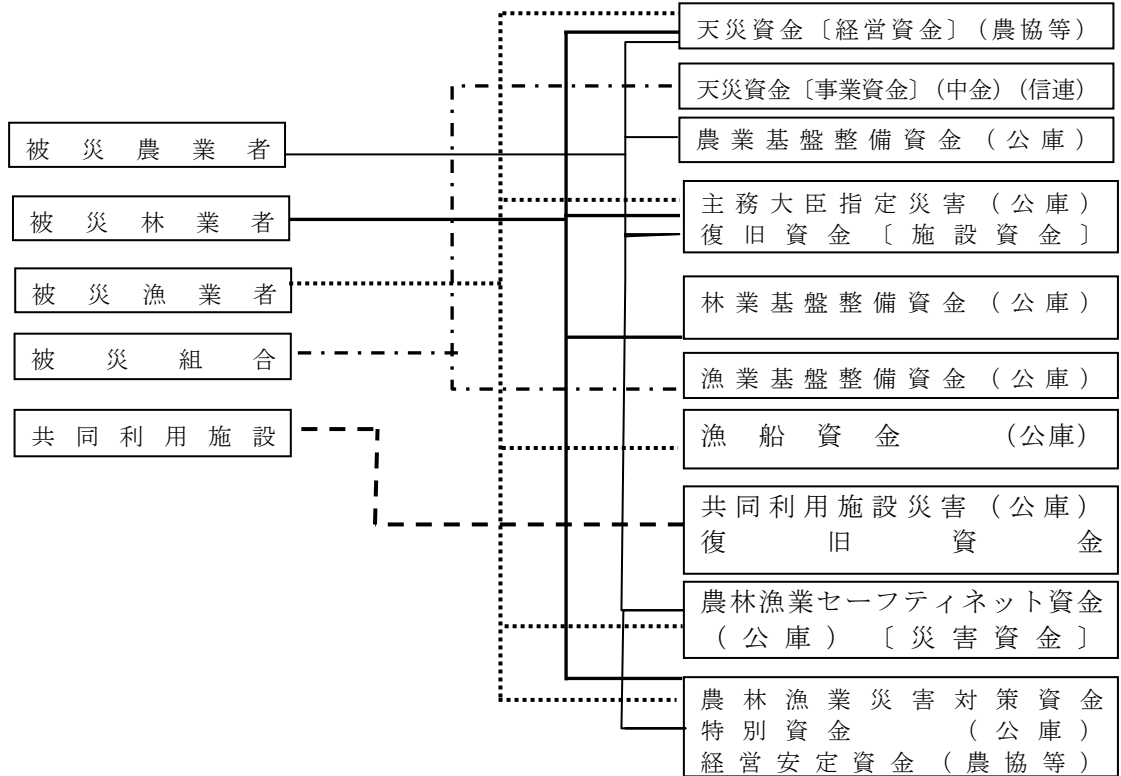 被災農業者
被災林業者
被災漁業者
被災組合
共同利用施設
天災資金〔経営資金〕(農協等)
天災資金〔事業資金〕(中金)(信連)
農業基盤整備資金(公庫)
主務大臣指定災害(公庫)
復旧資金〔施設資金〕
林業基盤整備資金(公庫)
漁業基盤整備資金(公庫)
漁船資金(公庫)
共同利用施設災害(公庫)
復旧資金
農林漁業セーフティネット資金
(公庫)〔災害資金〕
農林漁業災害対策資金
特別資金(公庫)
経営安定資金(農協等)